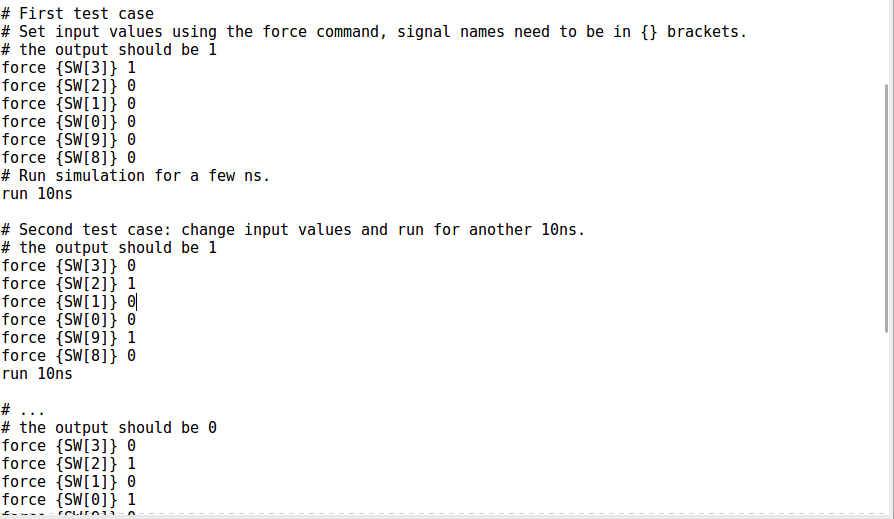 # First test case
# Set input values using the force command, signal names need to be in {} brackets.
# the output should be 1
force {SW[3]} 1
force {SW[2]} 0
force {SW[1]} 0
force {SW[0]} 0
force {SW[9]} 0
force {SW[8]} 0
# Run simulation for a few ns.
run 10ns
# Second test case: change input values and run for another 10ns.
# the output should be 1
force {SW[3]} 0
force {SW[2]} 1
force {SW[1]} 0
force {SW[0]} 0
force {SW[9]} 1
force {SW[8]} 0
run 10ns
# ...
# the output should be 0
force {SW[3]} 0
force {SW[2]} 1
force {SW[1]} 0
force {SW[0]} 1